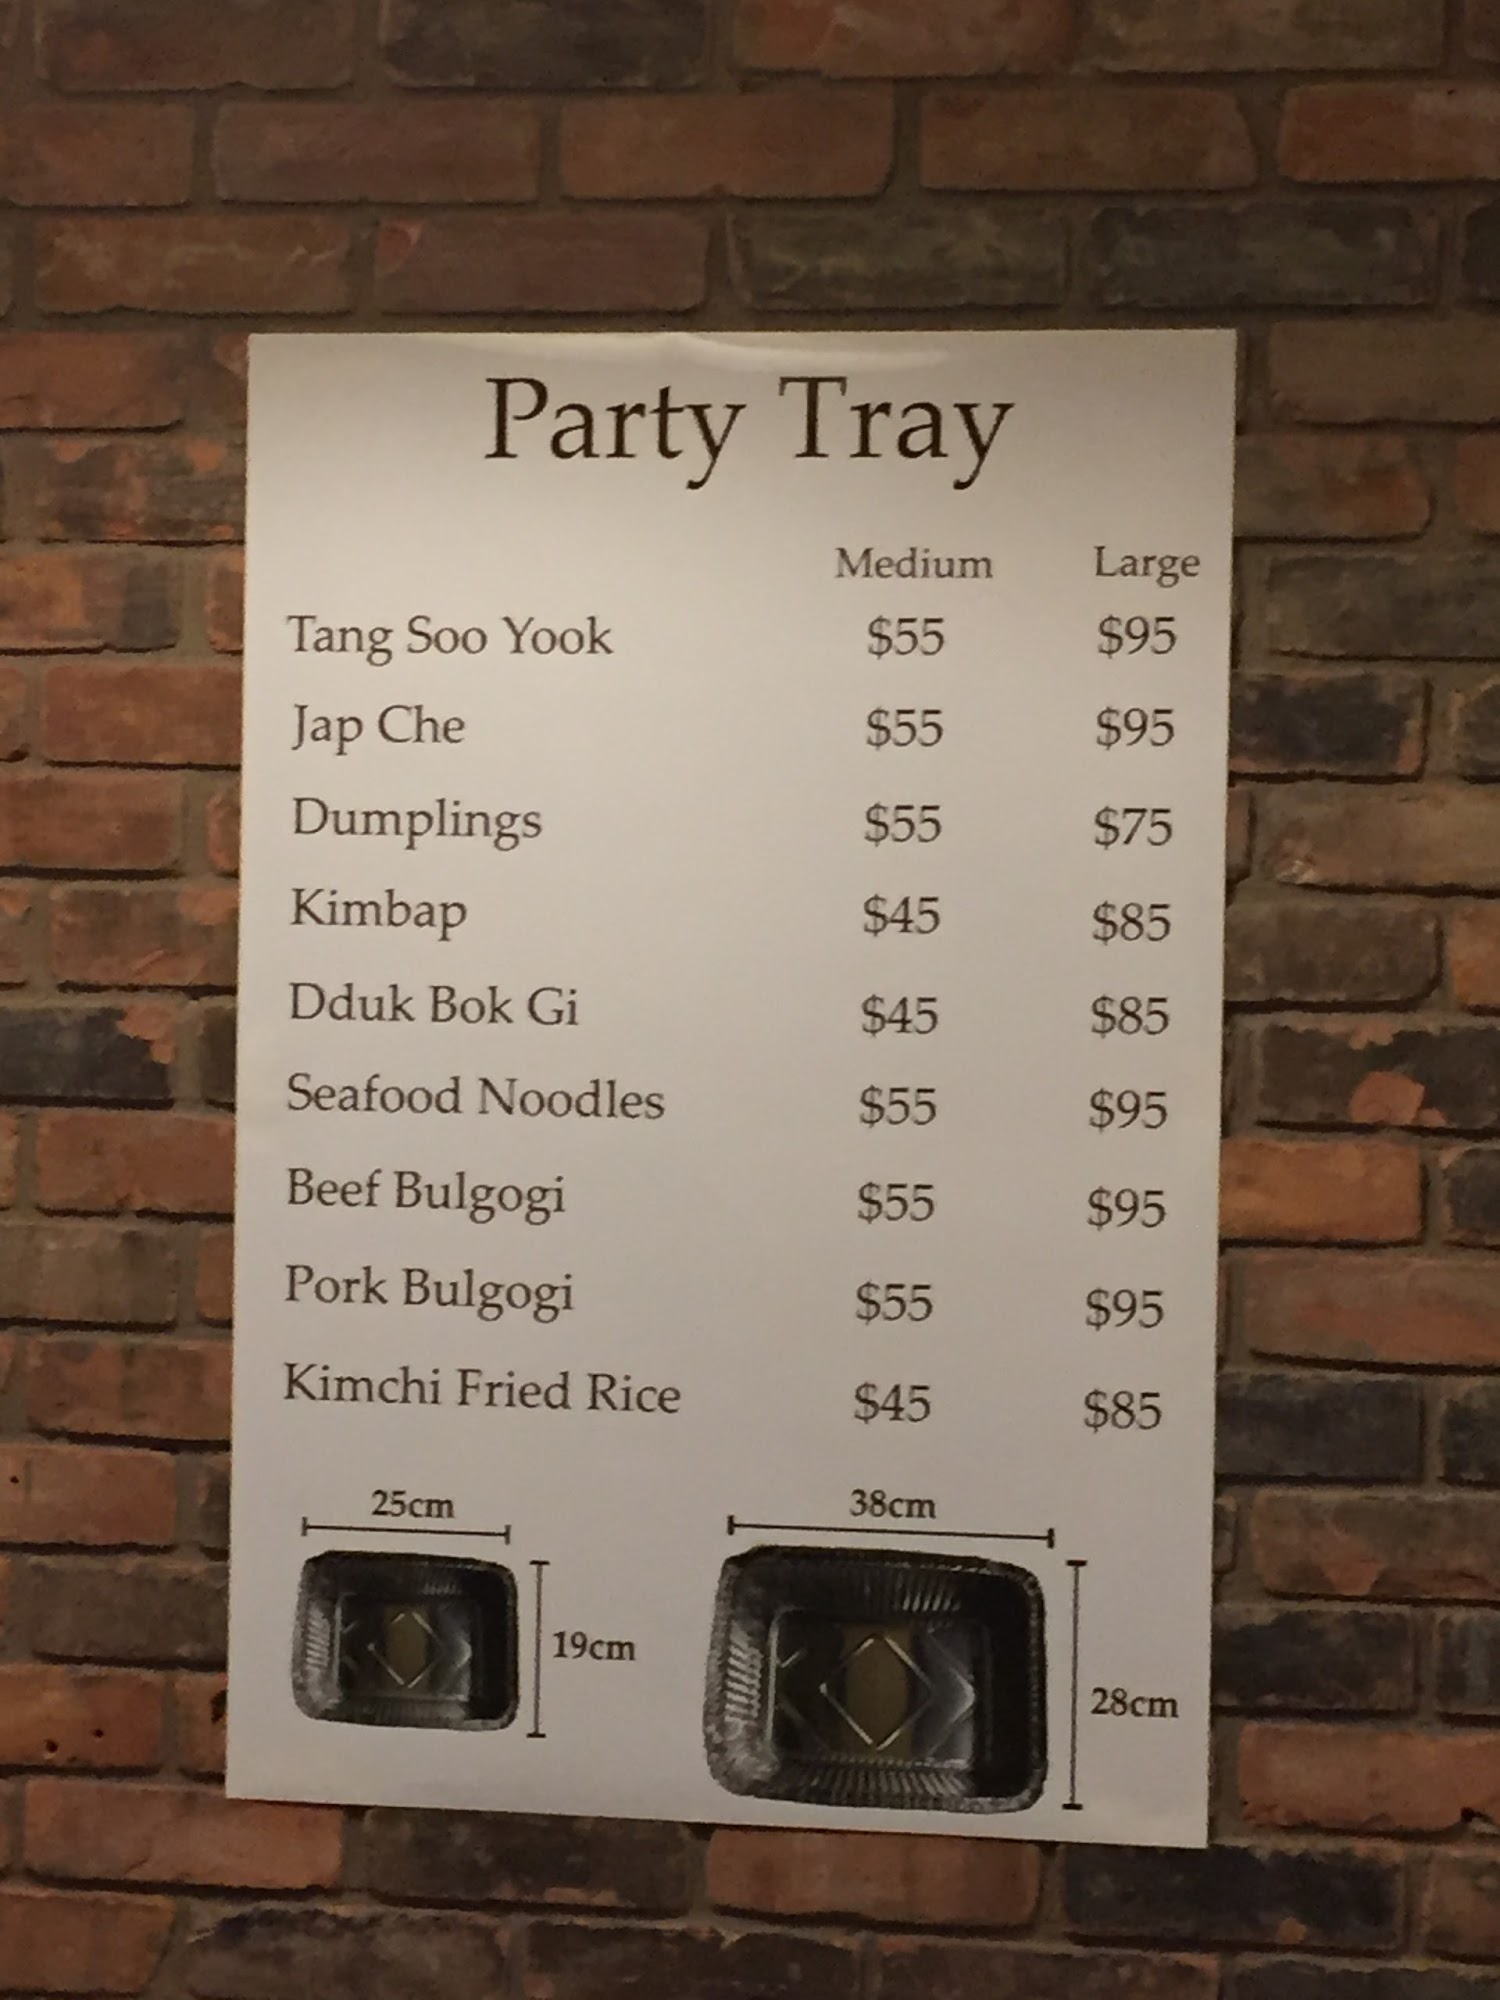 Party Tray
Medium Large
Tang Soo Yook $55 $95
Jap Che $55 $95
Dumplings $55 $75
Kimbap $45 $85
Dduk Bok Gi $45 $85
Seafood Noodles $55 $95
Beef Bulgogi $55 $95
Pork Bulgogi $55 $95
Kimchi Fried Rice $45 $85
25cm 38cm
19cm 28cm